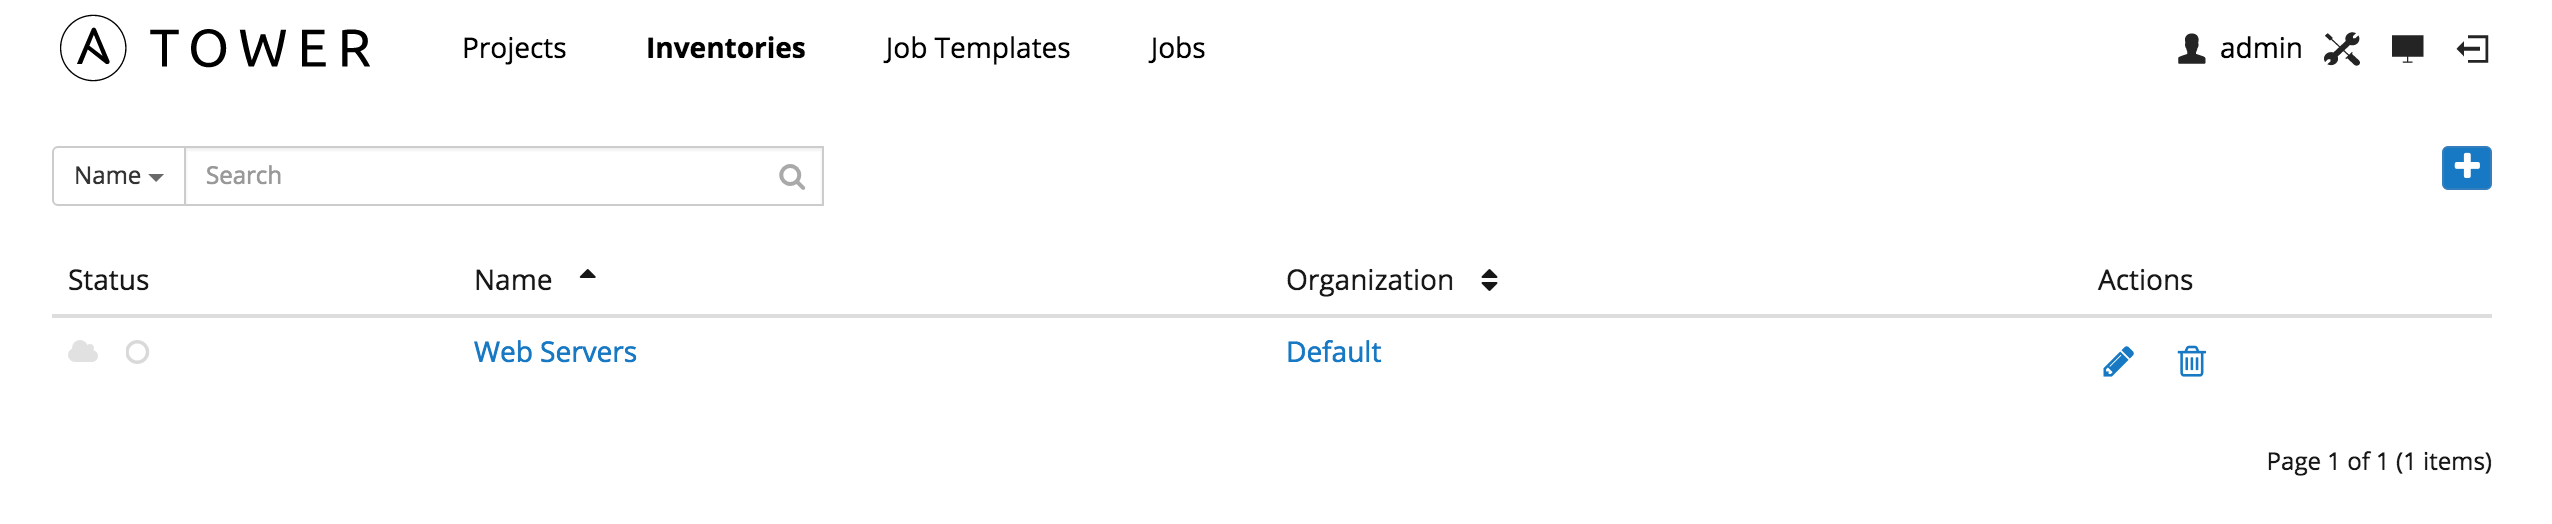 TOWER Projects Inventories Job Templates Jobs admin
Name Search
Status Name Organization Actions
Web Servers Default
Page 1 of 1 (1 items)